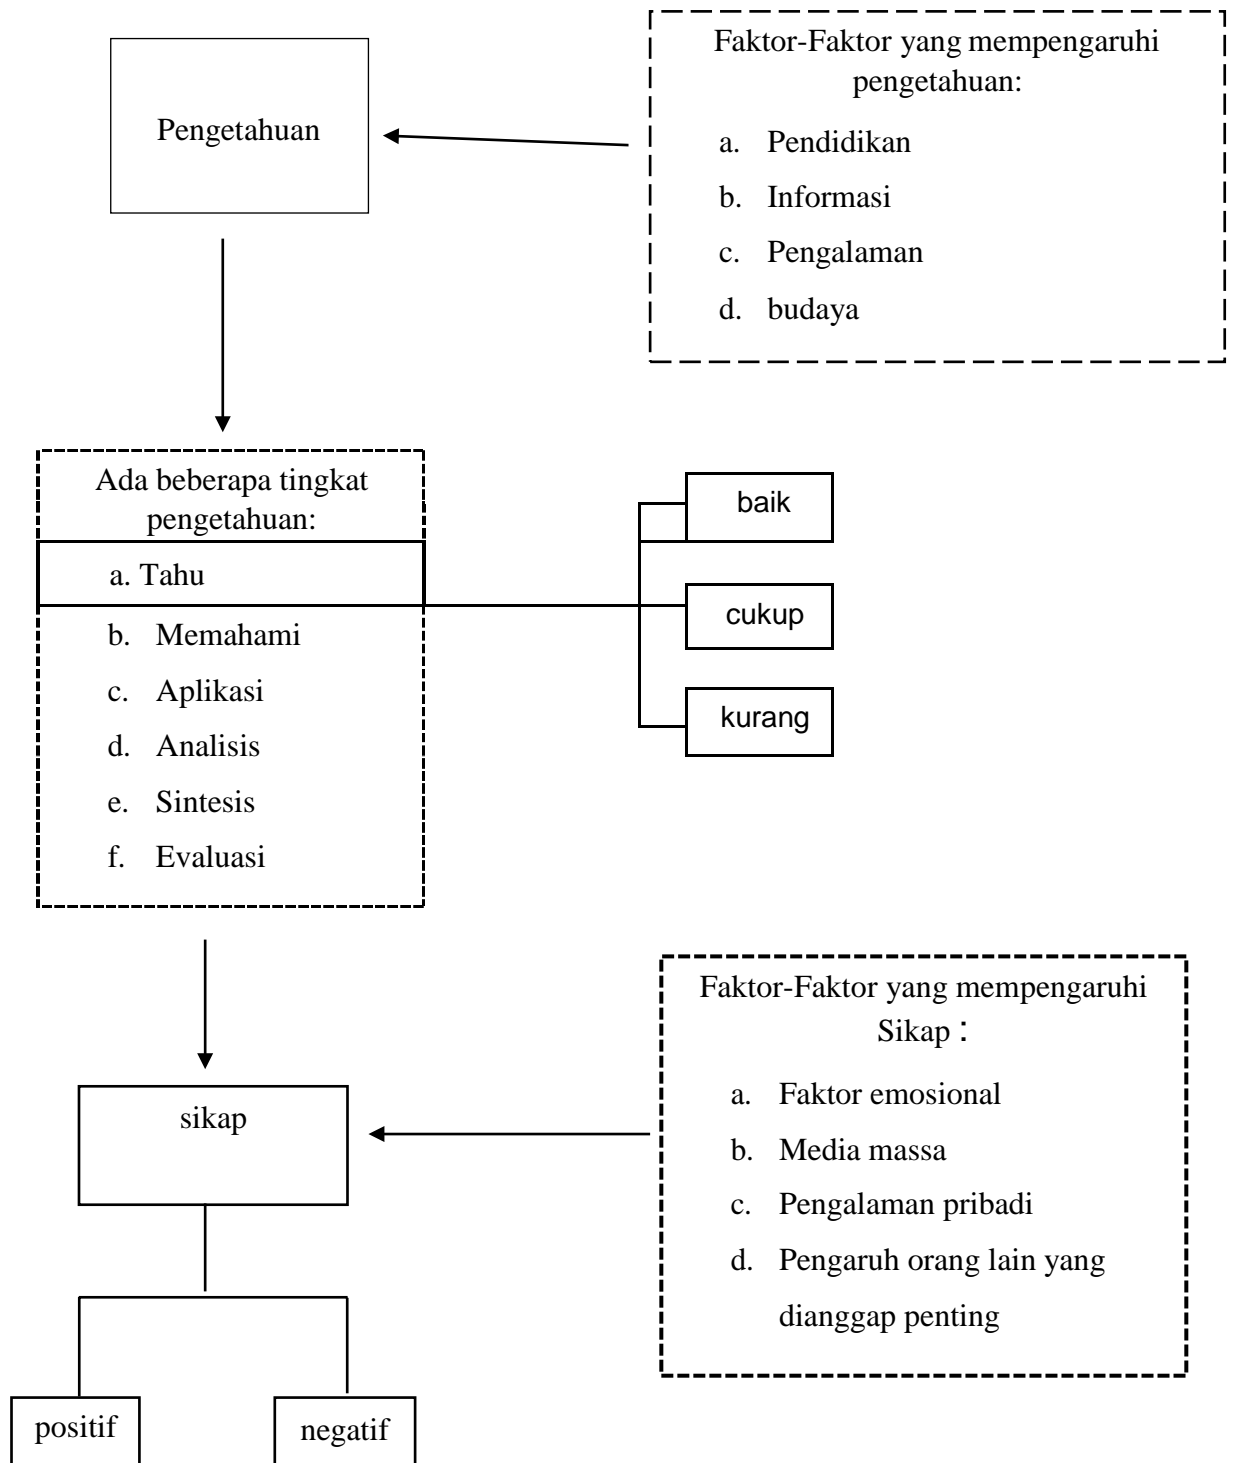 Pengetahuan
Faktor-Faktor yang mempengaruhi
pengetahuan:
a. Pendidikan
b. Informasi
c. Pengalaman
d. budaya
Ada beberapa tingkat
pengetahuan:
a. Tahu
b. Memahami
c. Aplikasi
d. Analisis
e. Sintesis
f. Evaluasi
baik
cukup
kurang
sikap
Faktor-Faktor yang mempengaruhi
Sikap :
a. Faktor emosional
b. Media massa
c. Pengalaman pribadi
d. Pengaruh orang lain yang
dianggap penting
positif
negatif